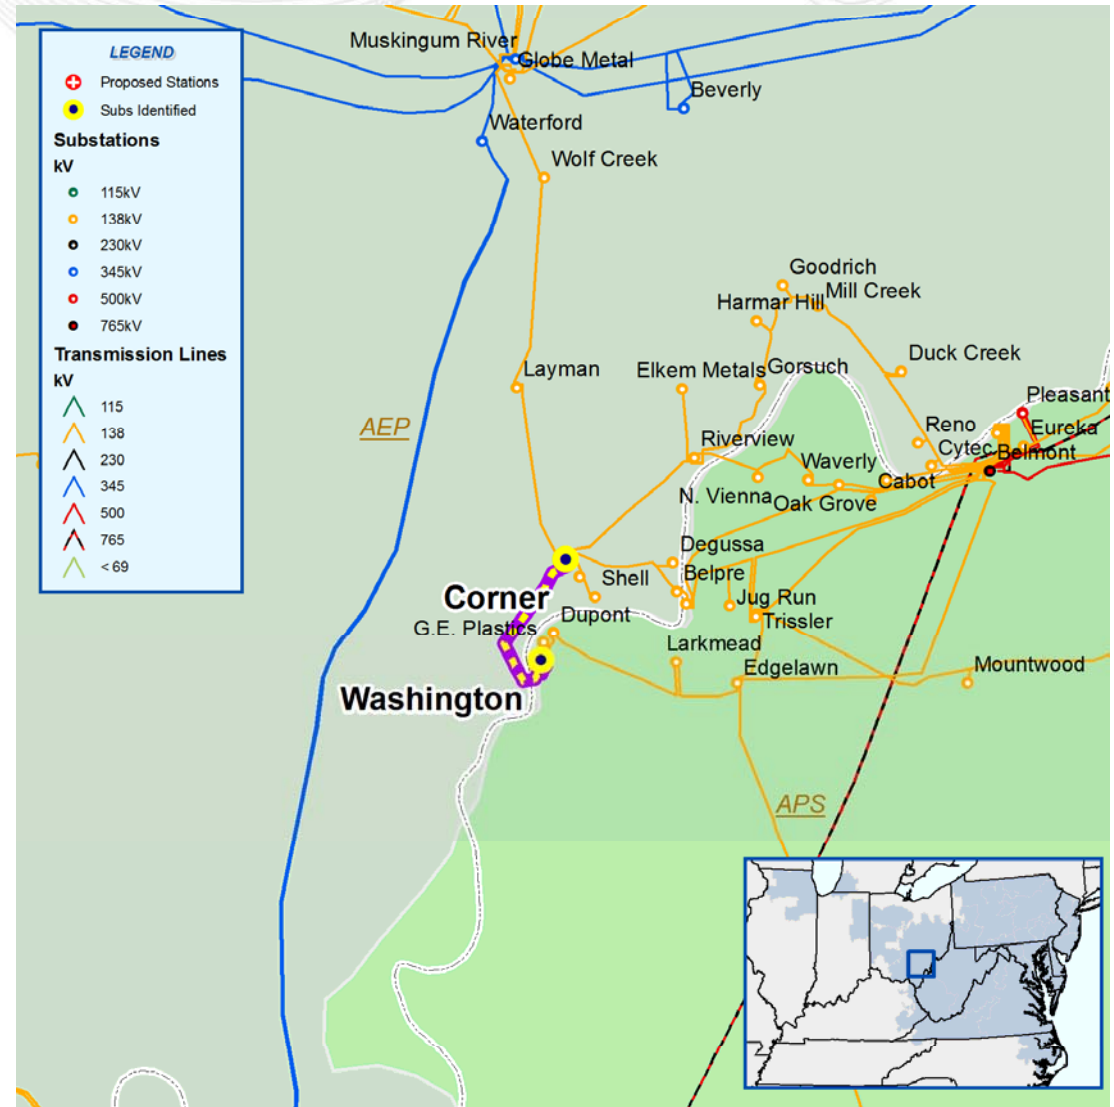 LEGEND
Proposed Stations
Subs Identified
Substations
kV
115kV
138kV
230kV
345kV
500kV
765kV
Transmission Lines
kV
115
138
230
345
500
765
< 69
Muskingum River
Globe Metal
Beverly
Waterford
Wolf Creek
Goodrich
Mill Creek
Harmar Hill
Duck Creek
Layman
Elkem Metals
Gorsuch
Pleasant
AEP
Reno
Eureka
Riverview
Cytec
Belmont
Waverly
Cabot
N. Vienna
Oak Grove
Degussa
Shell
Belpre
Corner
Jug Run
Dupont
Trissler
G.E. Plastics
Larkmead
Edgelawn
Mountwood
Washington
APS